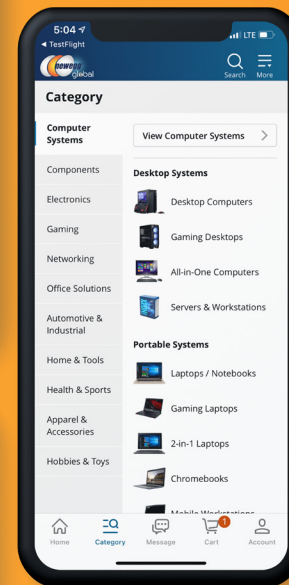 5:04
TestFlight
LTE
newegg
global
Search
More
Category
Computer
Systems
Components
Electronics
Gaming
Networking
Office Solutions
Automotive &
Industrial
Home & Tools
Health & Sports
Apparel &
Accessories
Hobbies & Toys
View Computer Systems
Desktop Systems
Desktop Computers
Gaming Desktops
All-in-One Computers
Servers & Workstations
Portable Systems
Laptops / Notebooks
Gaming Laptops
2-in-1 Laptops
Chromebooks
Mobile Workstations
Home
Category
Message
1
Cart
Account